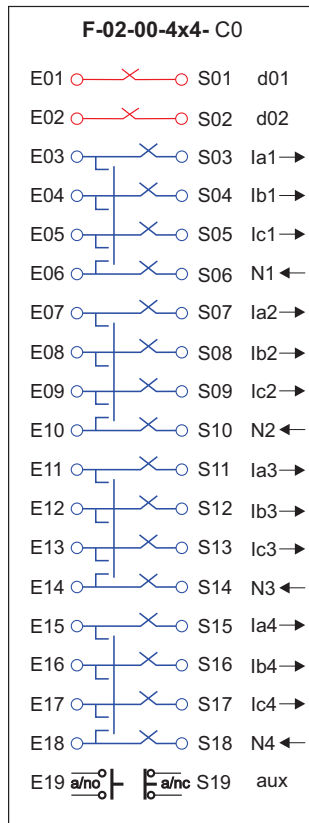 F-02-00-4x4- C0
E01 S01 d01
E02 S02 d02
E03 S03 Ia1
E04 S04 Ib1
E05 S05 Ic1
E06 S06 N1
E07 S07 Ia2
E08 S08 Ib2
E09 S09 Ic2
E10 S10 N2
E11 S11 Ia3
E12 S12 Ib3
E13 S13 Ic3
E14 S14 N3
E15 S15 Ia4
E16 S16 Ib4
E17 S17 Ic4
E18 S18 N4
E19 a/no a/nc S19 aux